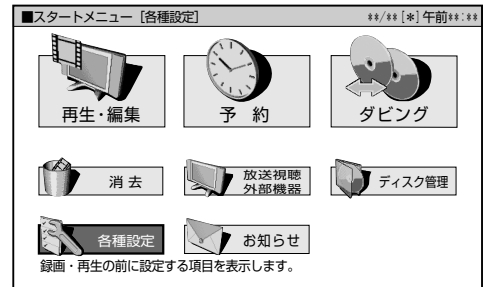 ■スタートメニュー［各種設定］ **/**[*]午前**:**
再生・編集 予 約 ダビング
消 去 放送視聴 外部機器 ディスク管理
各種設定 お知らせ
録画・再生の前に設定する項目を表示します。